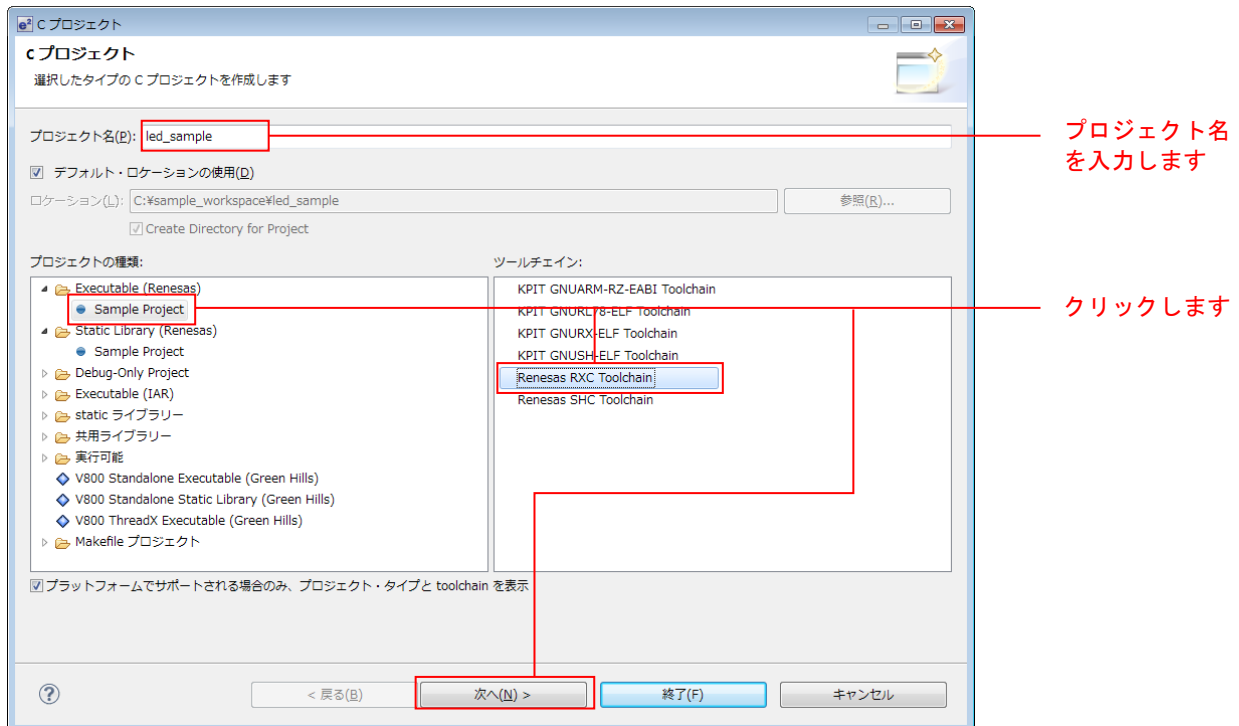 e² C プロジェクト
C プロジェクト
選択したタイプの C プロジェクトを作成します
プロジェクト名(P): led_sample
プロジェクト名
を入力します
デフォルト・ロケーションの使用(D)
ロケーション(L): C:¥sample_workspace¥led_sample 参照(R)...
Create Directory for Project
プロジェクトの種類:
Executable (Renesas)
Sample Project
Static Library (Renesas)
Sample Project
Debug-Only Project
Executable (IAR)
static ライブラリー
共用ライブラリー
実行可能
V800 Standalone Executable (Green Hills)
V800 Standalone Static Library (Green Hills)
V800 ThreadX Executable (Green Hills)
Makefile プロジェクト
ツールチェイン:
KPIT GNUARM-RZ-EABI Toolchain
KPIT GNURL78-ELF Toolchain
KPIT GNURX-ELF Toolchain
KPIT GNUSH-ELF Toolchain
Renesas RXC Toolchain
Renesas SHC Toolchain
クリックします
プラットフォームでサポートされる場合のみ、プロジェクト・タイプと toolchain を表示
? < 戻る(B) 次へ(N) > 終了(F) キャンセル